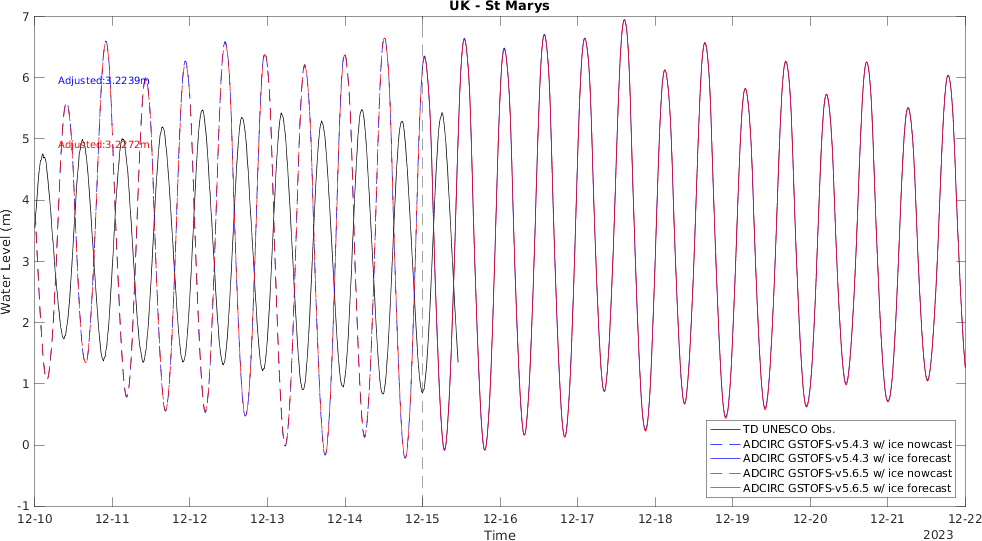 UK - St Marys
7
6
5
4
3
2
1
0
-1
Water Level (m)
Adjusted:3.2239m
Adjusted:3.2272m
TD UNESCO Obs.
ADCIRC GSTOFS-v5.4.3 w/ ice nowcast
ADCIRC GSTOFS-v5.4.3 w/ ice forecast
ADCIRC GSTOFS-v5.6.5 w/ ice nowcast
ADCIRC GSTOFS-v5.6.5 w/ ice forecast
12-10 12-11 12-12 12-13 12-14 12-15 12-16 12-17 12-18 12-19 12-20 12-21 12-22
Time
2023